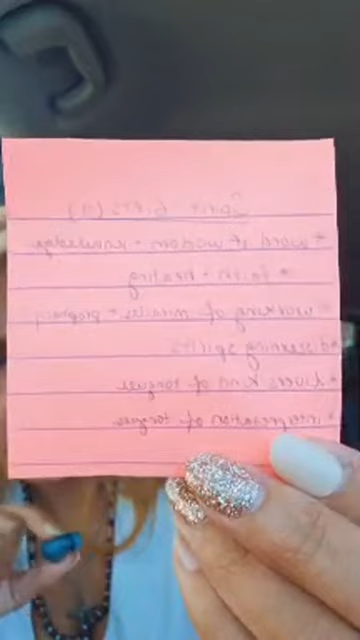 Spirit Gifts (9)
* word of wisdom + knowledge
* faith + healing
* working of miracles + prophecy
* discerning spirits
* divers kind of tongues
* interpretation of tongues